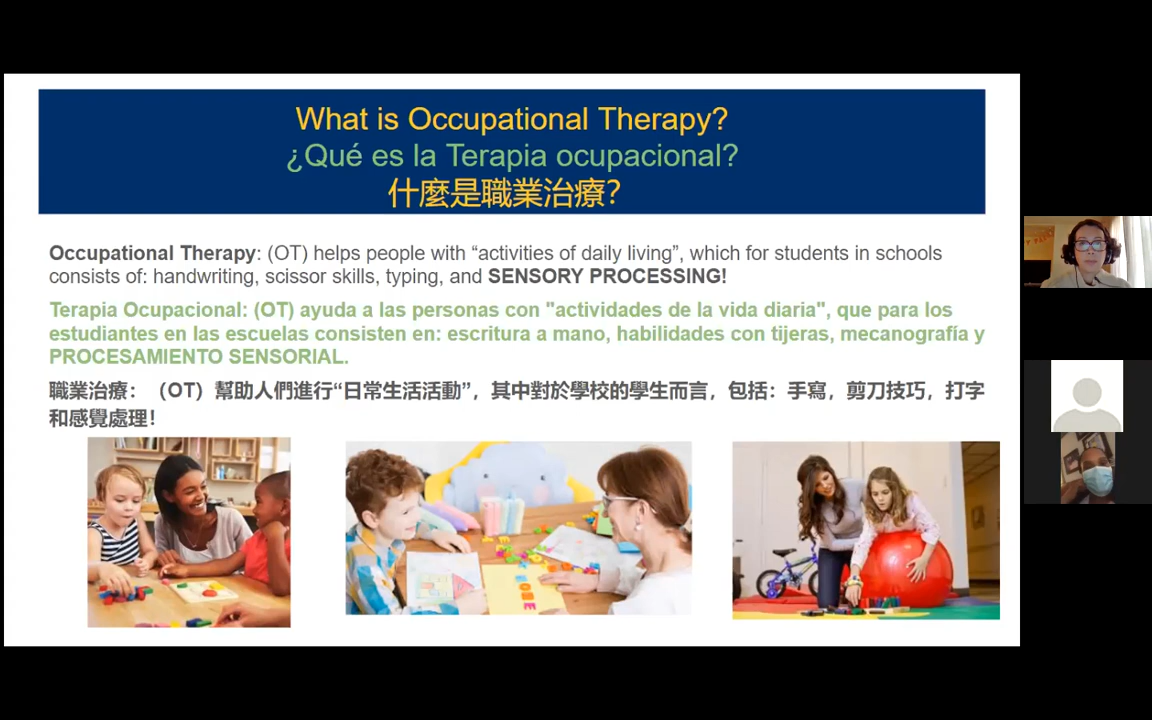 What is Occupational Therapy?
¿Qué es la Terapia ocupacional?
什麼是職業治療？
Occupational Therapy: (OT) helps people with “activities of daily living”, which for students in schools
consists of: handwriting, scissor skills, typing, and SENSORY PROCESSING!
Terapia Ocupacional: (OT) ayuda a las personas con "actividades de la vida diaria", que para los
estudiantes en las escuelas consisten en: escritura a mano, habilidades con tijeras, mecanografía y
PROCESAMIENTO SENSORIAL.
職業治療：（OT）幫助人們進行“日常生活活動”，其中對於學校的學生而言，包括：手寫，剪刀技巧，打字
和感覺處理！